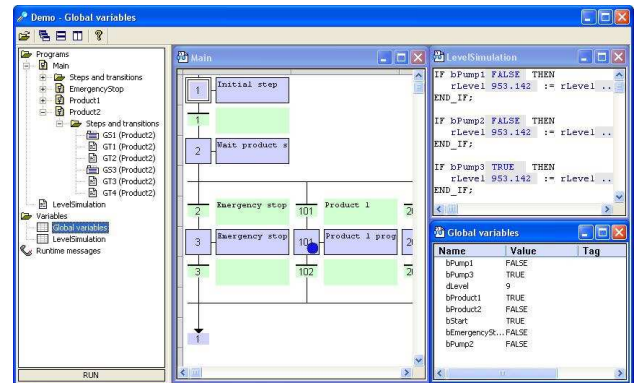 Demo - Global variables
Programs
Main
Steps and transitions
EmergencyStop
Product1
Product2
Steps and transitions
GS1 (Product2)
GT1 (Product2)
GT2 (Product2)
GS3 (Product2)
GT3 (Product2)
GT4 (Product2)
LevelSimulation
Variables
Global variables
LevelSimulation
Runtime messages
RUN
Main
1 Initial step
1
2 Wait product s
2 Emergency stop 101 Product 1 20
3 Emergency stop 101 Product 1 prog 20
3 102 20
1
LevelSimulation
IF bPump1 FALSE THEN
rLevel 953.142 := rLevel ..
END_IF;
IF bPump2 FALSE THEN
rLevel 953.142 := rLevel ..
END_IF;
IF bPump3 TRUE THEN
rLevel 953.142 := rLevel ..
END_IF;
Global variables
Name Value Tag
bPump1 FALSE
bPump3 TRUE
dLevel 9
bProduct1 TRUE
bProduct2 FALSE
bStart TRUE
bEmergencySt... FALSE
bPump2 FALSE